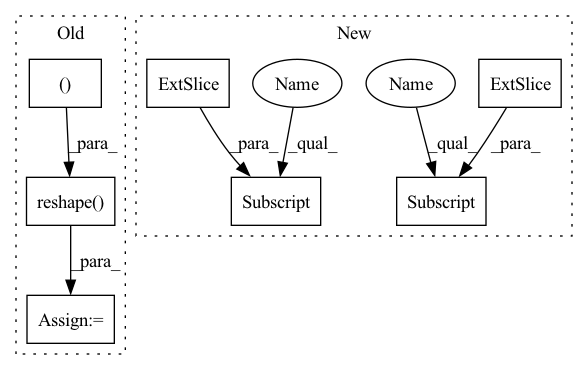 Old
New
()
ExtSlice
Name
Name
ExtSlice
_para_
_para_
_qual_
_qual_
_para_
reshape()
Subscript
Subscript
_para_
Assign:=